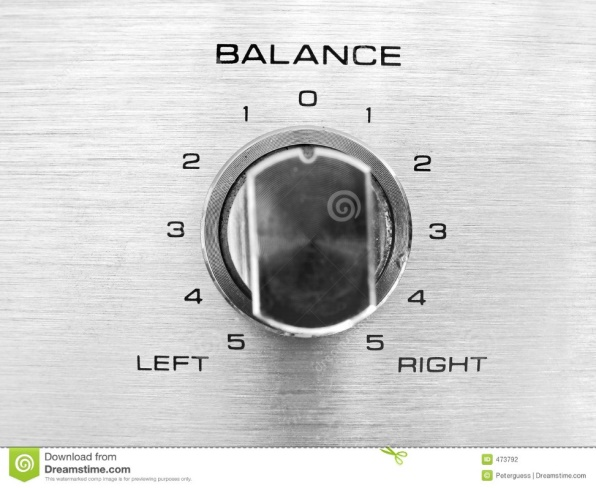 BALANCE
0
1 1
2 2
3 3
4 4
5 5
LEFT RIGHT
Download from
Dreamstime.com
This watermarked comp image is for previewing purposes only.
473792
Peterguess | Dreamstime.com